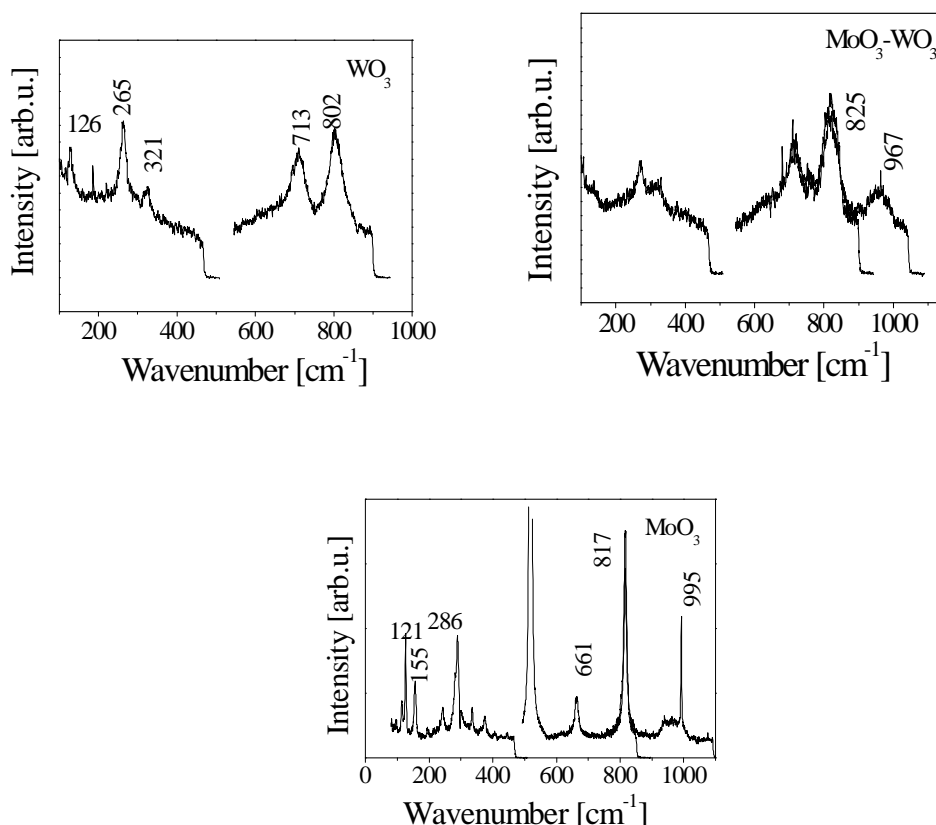 WO₃
126
265
321
713
802
Intensity [arb.u.]
200 400 600 800 1000
Wavenumber [cm⁻¹]
MoO₃-WO₃
825
967
Intensity [arb.u.]
200 400 600 800 1000
Wavenumber [cm⁻¹]
MoO₃
121
155
286
661
817
995
Intensity [arb.u.]
0 200 400 600 800 1000
Wavenumber [cm⁻¹]